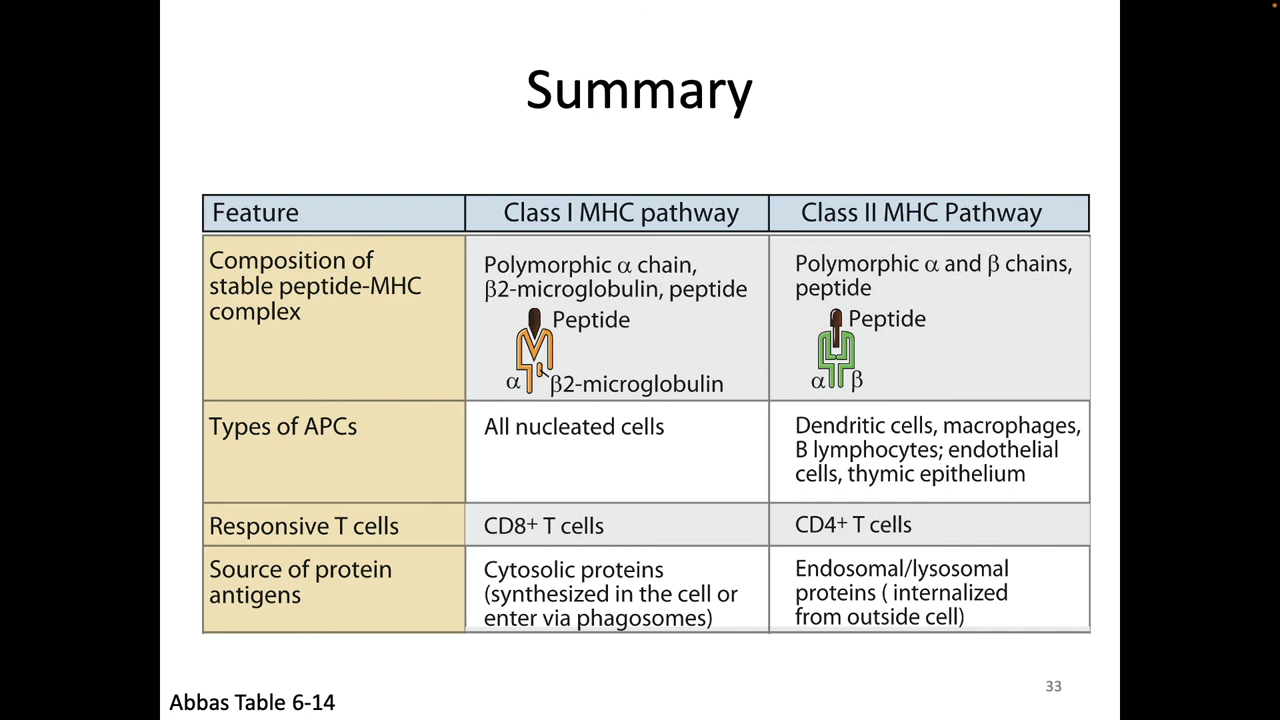 Summary
Feature
Class I MHC pathway
Class II MHC Pathway
Composition of
stable peptide-MHC
complex
Polymorphic α chain,
β2-microglobulin, peptide
Peptide
α
β2-microglobulin
Polymorphic α and β chains,
peptide
Peptide
α
β
Types of APCs
All nucleated cells
Dendritic cells, macrophages,
B lymphocytes; endothelial
cells, thymic epithelium
Responsive T cells
CD8⁺ T cells
CD4⁺ T cells
Source of protein
antigens
Cytosolic proteins
(synthesized in the cell or
enter via phagosomes)
Endosomal/lysosomal
proteins ( internalized
from outside cell)
33
Abbas Table 6-14